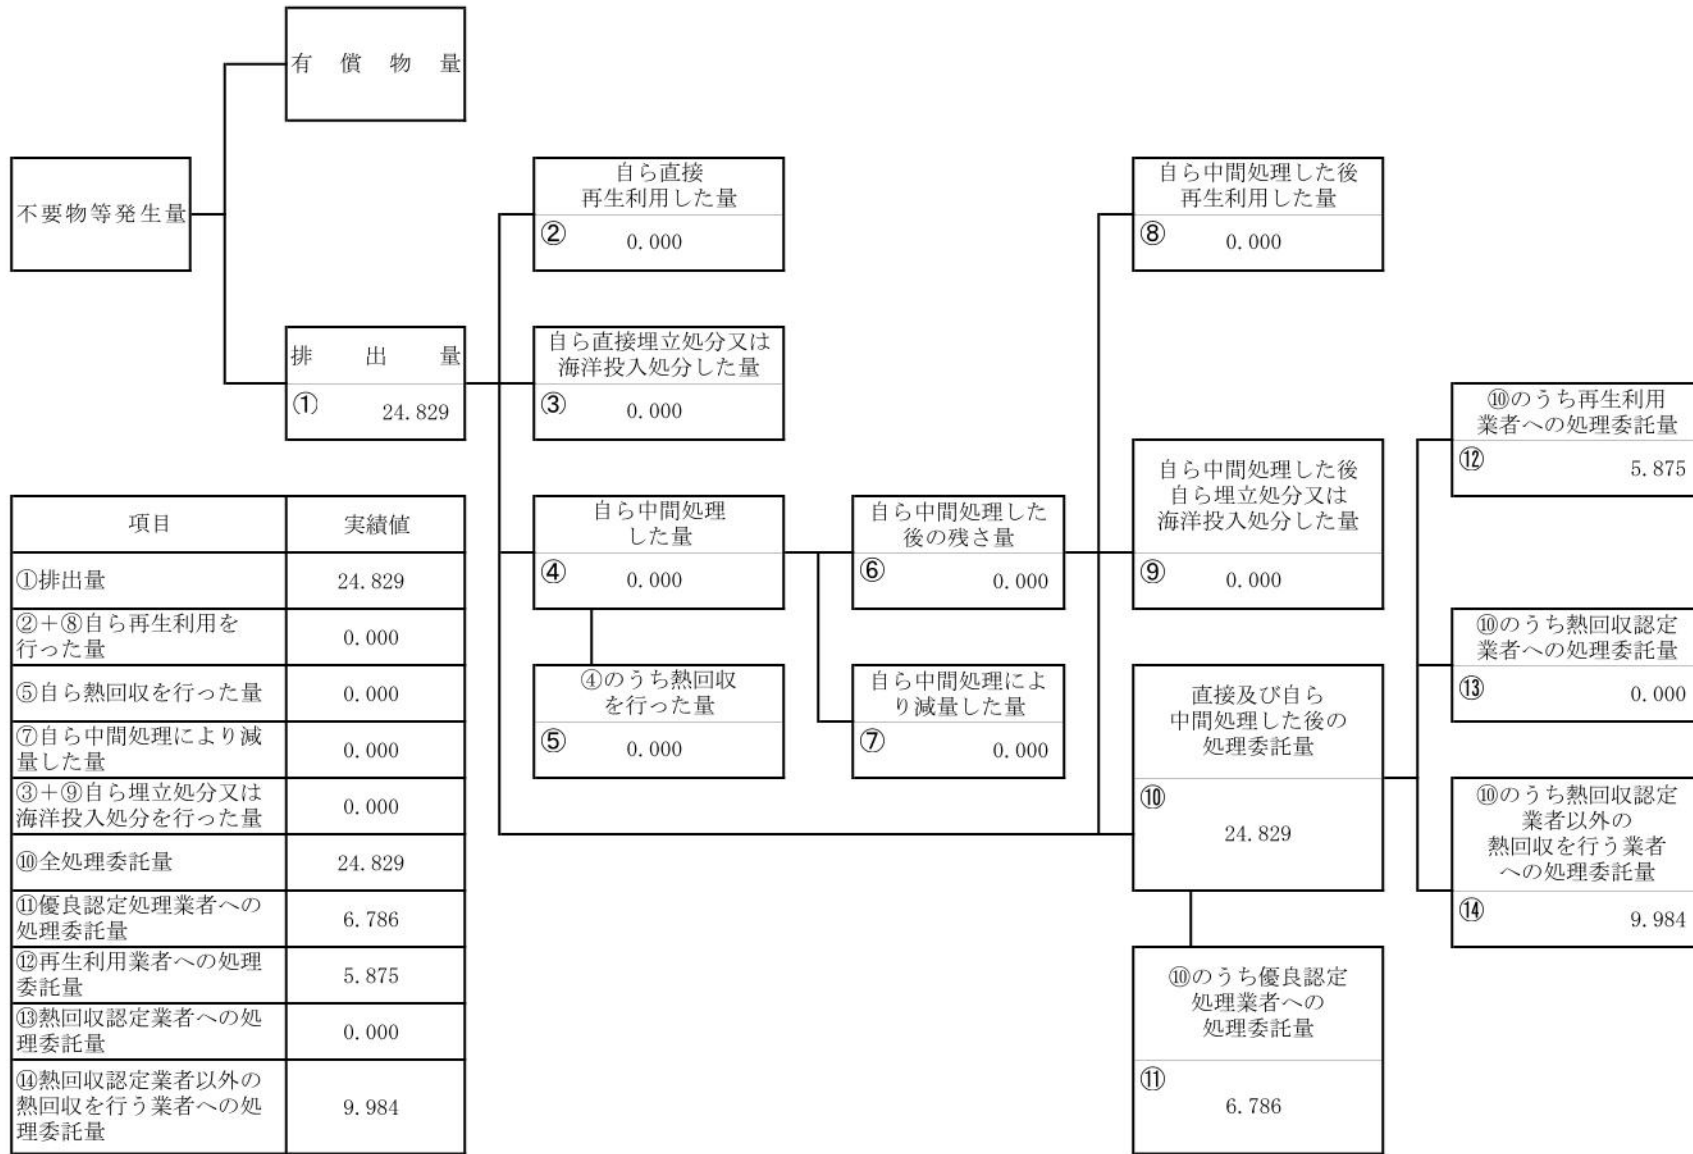 有償物量
不要物等発生量
排出量
① 24.829
自ら直接
再生利用した量
② 0.000
自ら直接埋立処分又は
海洋投入処分した量
③ 0.000
自ら中間処理
した量
④ 0.000
④のうち熱回収
を行った量
⑤ 0.000
自ら中間処理した
後の残さ量
⑥ 0.000
自ら中間処理によ
り減量した量
⑦ 0.000
自ら中間処理した後
再生利用した量
⑧ 0.000
自ら中間処理した後
自ら埋立処分又は
海洋投入処分した量
⑨ 0.000
直接及び自ら
中間処理した後の
処理委託量
⑩
24.829
⑩のうち優良認定
処理業者への
処理委託量
⑪
6.786
⑩のうち再生利用
業者への処理委託量
⑫ 5.875
⑩のうち熱回収認定
業者への処理委託量
⑬ 0.000
⑩のうち熱回収認定
業者以外の
熱回収を行う業者
への処理委託量
⑭ 9.984
項目 実績値
①排出量 24.829
②＋⑧自ら再生利用を
行った量 0.000
⑤自ら熱回収を行った量 0.000
⑦自ら中間処理により減
量した量 0.000
③＋⑨自ら埋立処分又は
海洋投入処分を行った量 0.000
⑩全処理委託量 24.829
⑪優良認定処理業者への
処理委託量 6.786
⑫再生利用業者への処理
委託量 5.875
⑬熱回収認定業者への処
理委託量 0.000
⑭熱回収認定業者以外の
熱回収を行う業者への処 9.984
理委託量